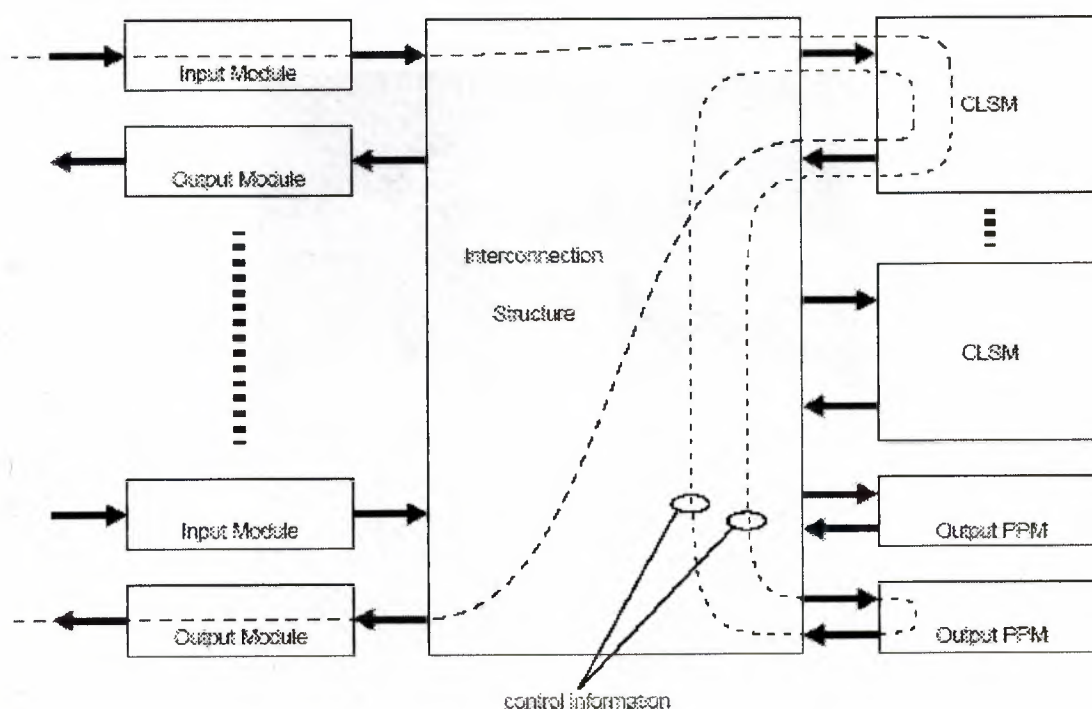 Input Module
CLSM
Output Module
Interconnection
Structure
CLSM
Input Module
Output PPM
Output Module
Output PPM
control information